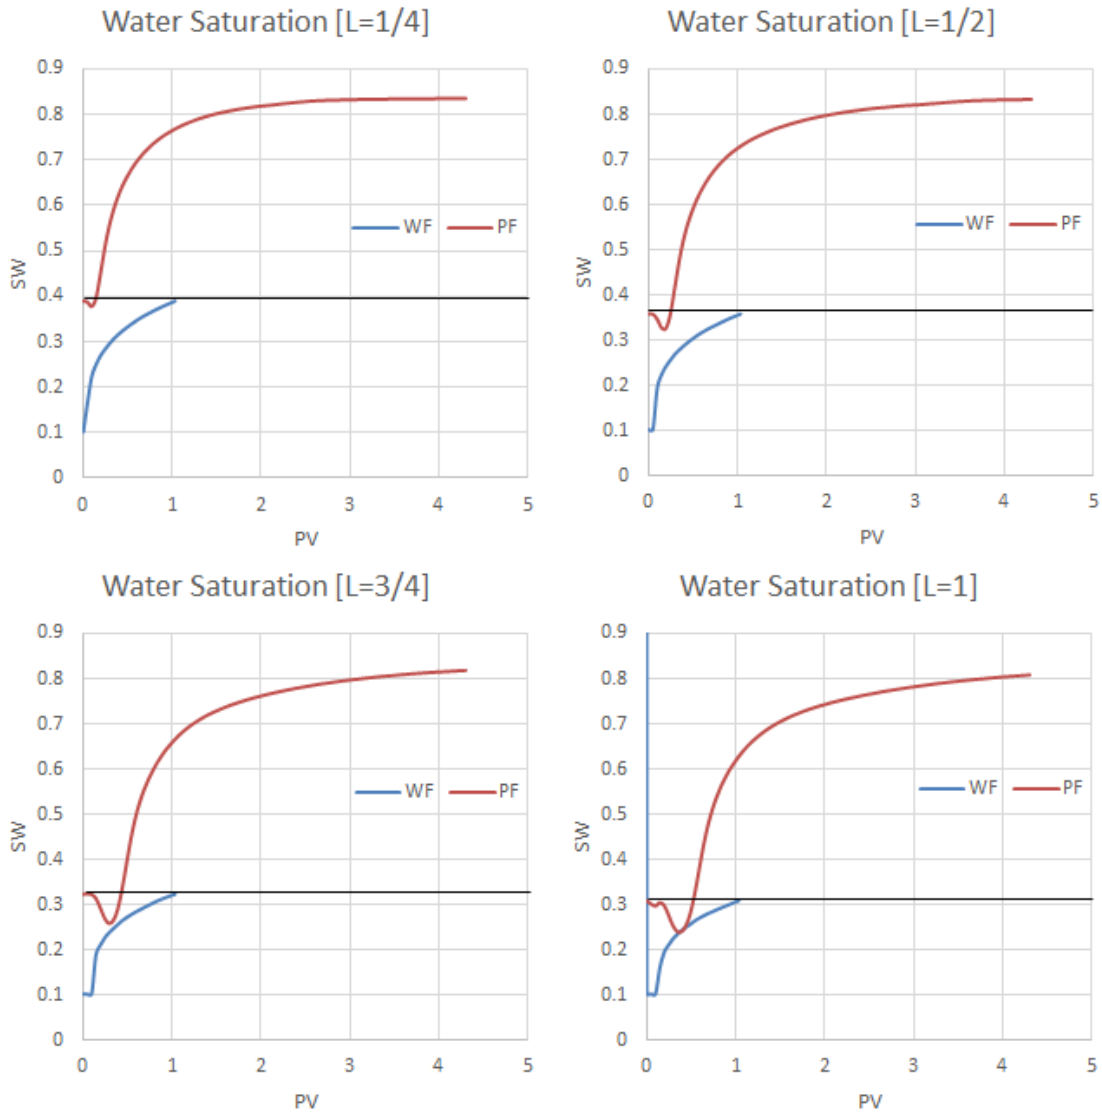 Water Saturation [L=1/4]
0.9
0.8
0.7
0.6
0.5
0.4
0.3
0.2
0.1
0
SW
WF PF
0 1 2 3 4 5
PV
Water Saturation [L=1/2]
0.9
0.8
0.7
0.6
0.5
0.4
0.3
0.2
0.1
0
SW
WF PF
0 1 2 3 4 5
PV
Water Saturation [L=3/4]
0.9
0.8
0.7
0.6
0.5
0.4
0.3
0.2
0.1
0
SW
WF PF
0 1 2 3 4 5
PV
Water Saturation [L=1]
0.9
0.8
0.7
0.6
0.5
0.4
0.3
0.2
0.1
0
SW
WF PF
0 1 2 3 4 5
PV